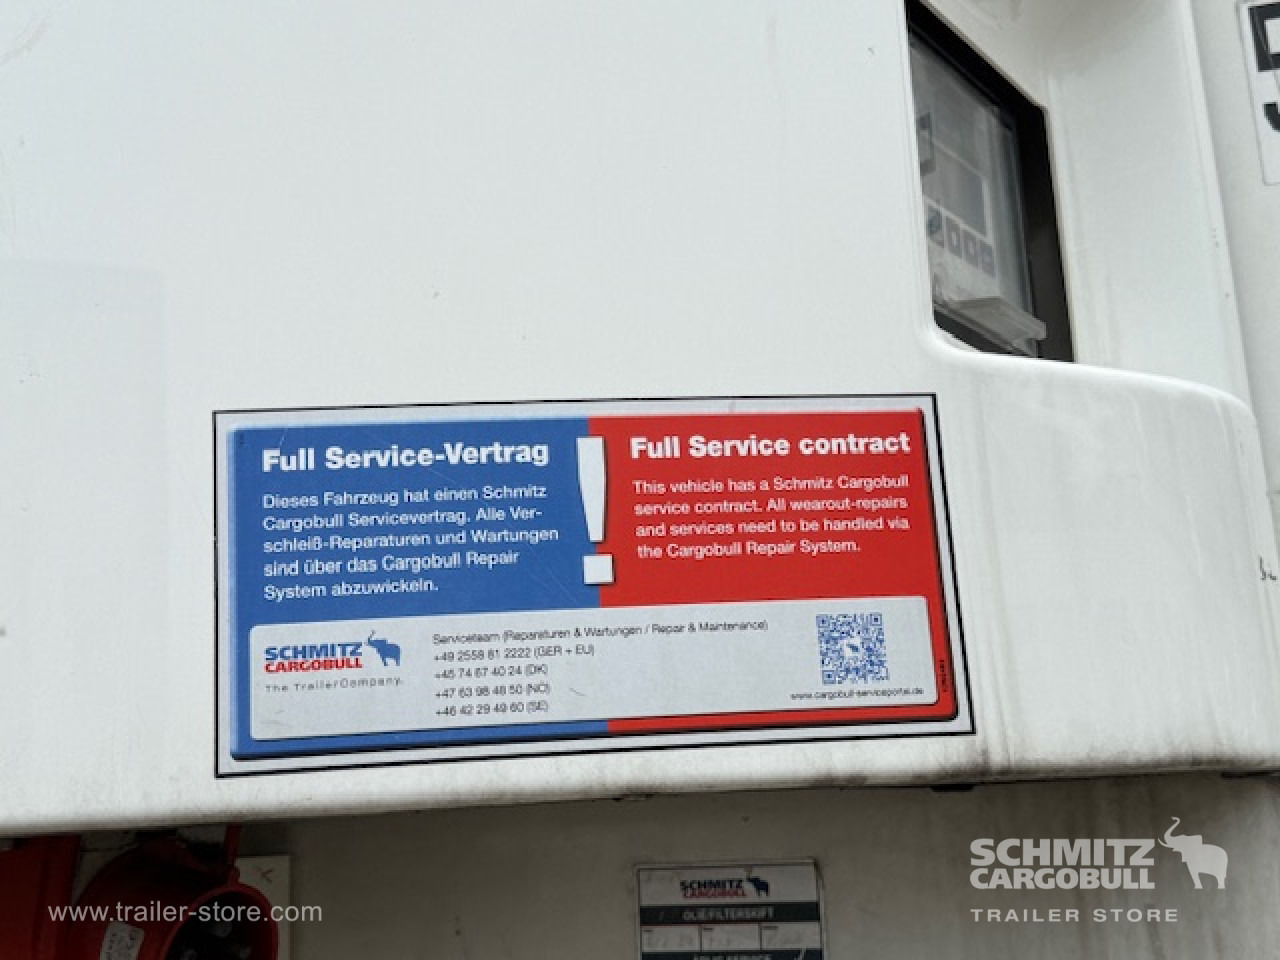 Full Service-Vertrag
Dieses Fahrzeug hat einen Schmitz
Cargobull Servicevertrag. Alle Ver-
schleiß-Reparaturen und Wartungen
sind über das Cargobull Repair
System abzuwickeln.
!
Full Service contract
This vehicle has a Schmitz Cargobull
service contract. All wearout-repairs
and services need to be handled via
the Cargobull Repair System.
SCHMITZ
CARGOBULL
The TrailerCompany.
Serviceteam (Reparaturen & Wartungen / Repair & Maintenance)
+49 2558 81 2222 (GER + EU)
+45 74 67 40 24 (DK)
+47 63 98 48 50 (NO)
+46 42 29 49 60 (SE)
www.cargobull-serviceportal.de
SCHMITZ
CARGOBULL
OLIE/FILTERSKIFT
www.trailer-store.com
SCHMITZ
CARGOBULL
TRAILER STORE